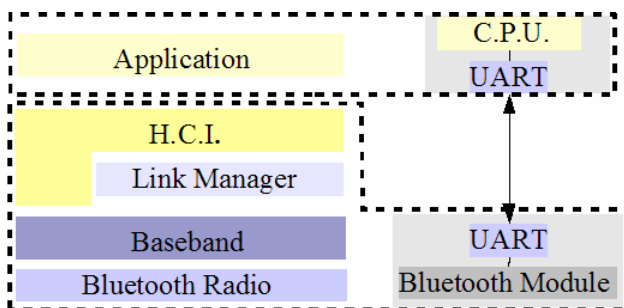 Application
C.P.U.
UART
H.C.I.
Link Manager
Baseband
Bluetooth Radio
UART
Bluetooth Module